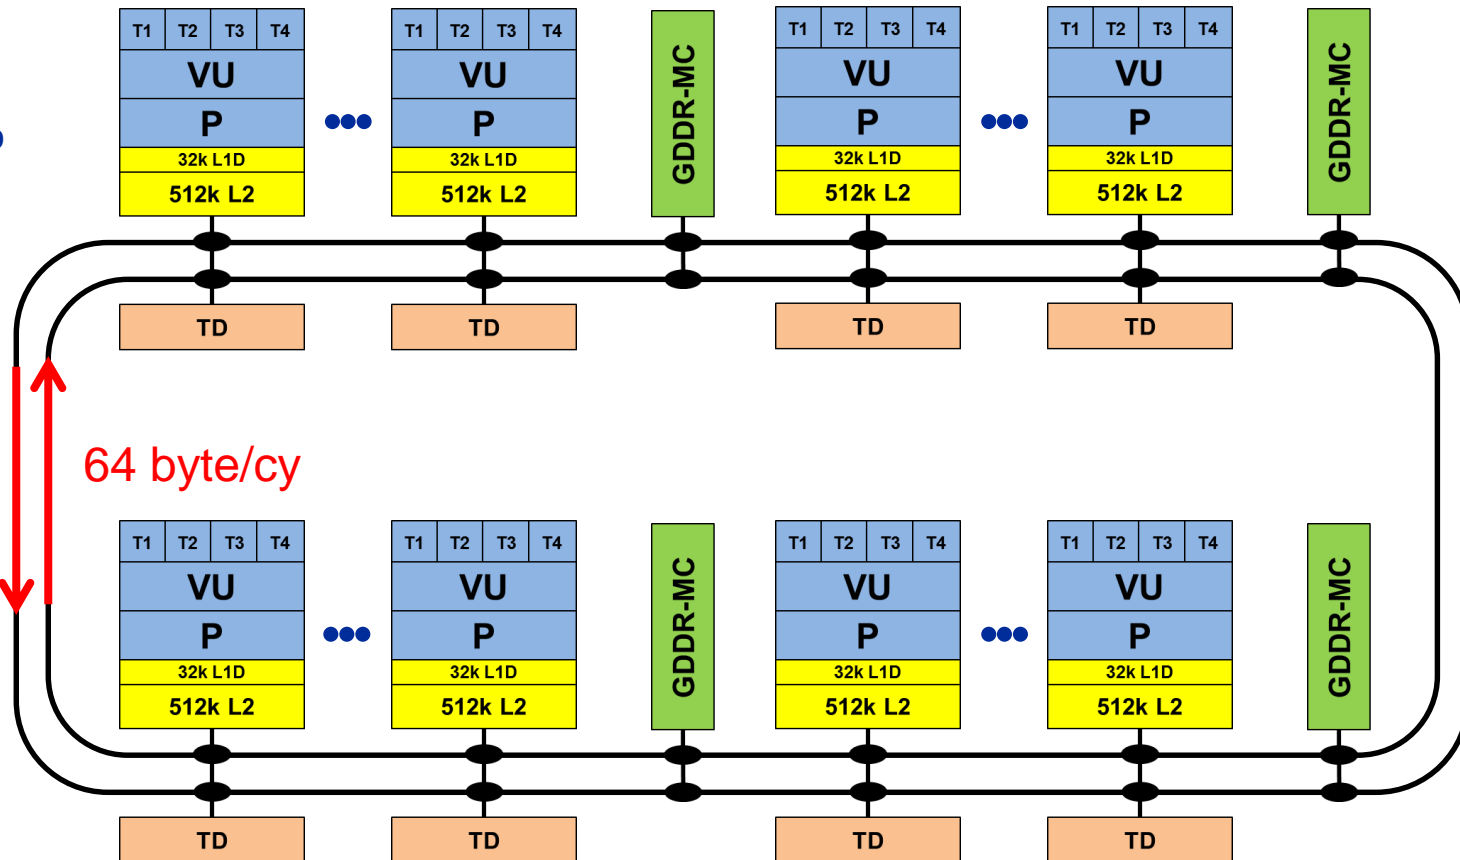 T1 T2 T3 T4 T1 T2 T3 T4 T1 T2 T3 T4 T1 T2 T3 T4
VU VU GDDR-MC VU VU GDDR-MC
P P P P
32k L1D 32k L1D 32k L1D 32k L1D
512k L2 512k L2 512k L2 512k L2
TD TD TD TD
64 byte/cy
T1 T2 T3 T4 T1 T2 T3 T4 T1 T2 T3 T4 T1 T2 T3 T4
VU VU GDDR-MC VU VU GDDR-MC
P P P P
32k L1D 32k L1D 32k L1D 32k L1D
512k L2 512k L2 512k L2 512k L2
TD TD TD TD